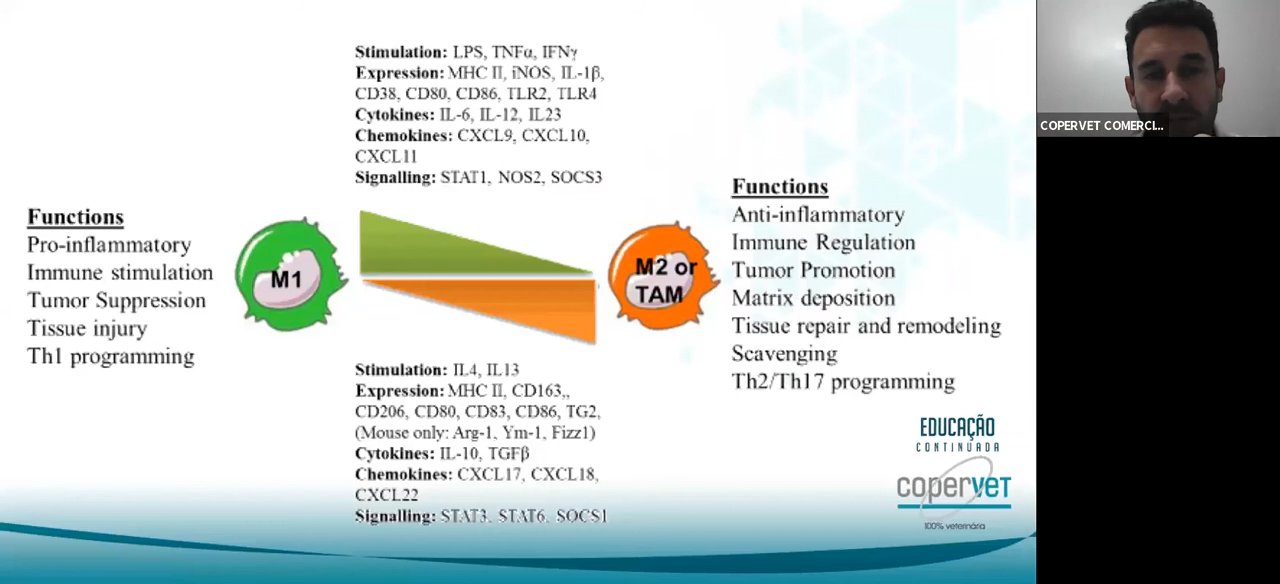 Stimulation: LPS, TNFα, IFNγ
Expression: MHC II, iNOS, IL-1β,
CD38, CD80, CD86, TLR2, TLR4
Cytokines: IL-6, IL-12, IL23
Chemokines: CXCL9, CXCL10,
CXCL11
Signalling: STAT1, NOS2, SOCS3
Functions
Pro-inflammatory
Immune stimulation
Tumor Suppression
Tissue injury
Th1 programming
M1
M2 or
TAM
Functions
Anti-inflammatory
Immune Regulation
Tumor Promotion
Matrix deposition
Tissue repair and remodeling
Scavenging
Th2/Th17 programming
Stimulation: IL4, IL13
Expression: MHC II, CD163,,
CD206, CD80, CD83, CD86, TG2,
(Mouse only: Arg-1, Ym-1, Fizz1)
Cytokines: IL-10, TGFβ
Chemokines: CXCL17, CXCL18,
CXCL22
Signalling: STAT3, STAT6, SOCS1
EDUCAÇÃO
CONTINUADA
copervet
100% veterinária
COPERVET COMERCI...